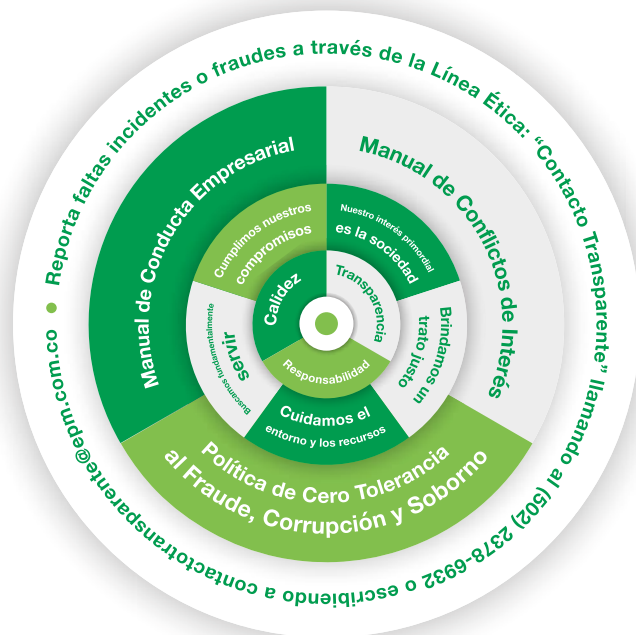 Reporta faltas incidentes o fraudes a través de la Línea Ética: “Contacto Transparente” llamando al (502) 2378-6932 o escribiendo a contactotransparente@epm.com.co
Manual de Conducta Empresarial
Manual de Conflictos de Interés
Política de Cero Tolerancia
al Fraude, Corrupción y Soborno
Cumplimos nuestros
compromisos
Nuestro interés primordial
es la sociedad
Brindamos un
trato justo
Cuidamos el
entorno y los recursos
Buscamos fundamentalmente
servir
Calidez
Transparencia
Responsabilidad